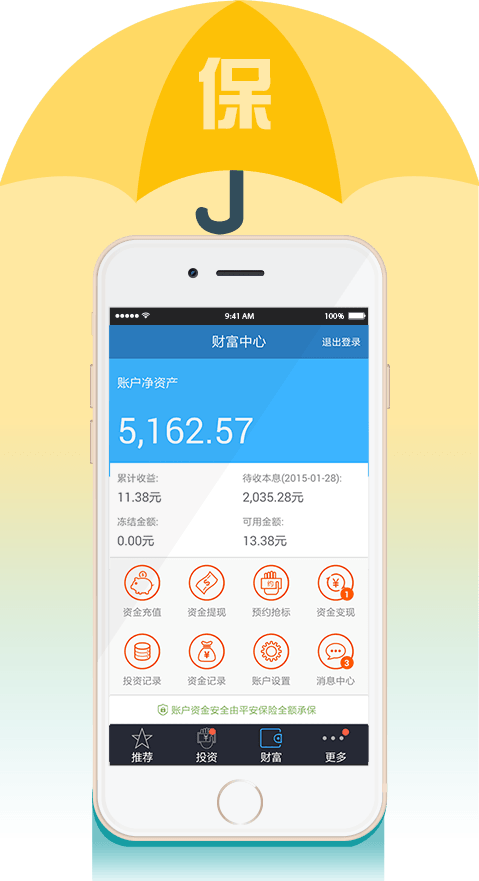 保
9:41 AM 100%
财富中心 退出登录
账户净资产
5,162.57
累计收益: 待收本息(2015-01-28):
11.38元 2,035.28元
冻结金额: 可用金额:
0.00元 13.38元
约 1
资金充值 资金提现 预约抢标 资金变现
3
投资记录 资金记录 账户设置 消息中心
账户资金安全由平安保险全额承保
推荐 投资 财富 更多